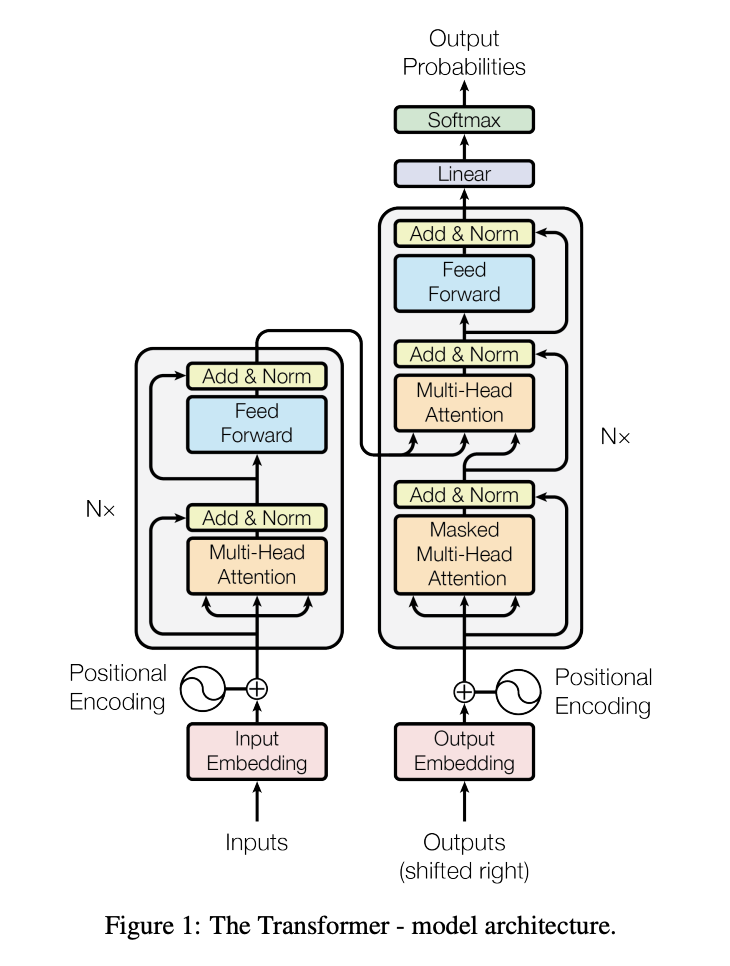 Output
Probabilities
Softmax
Linear
Add & Norm
Feed
Forward
Add & Norm
Multi-Head
Attention
Nx
Add & Norm
Masked
Multi-Head
Attention
Positional
Encoding
Output
Embedding
Outputs
(shifted right)
Add & Norm
Feed
Forward
Nx
Add & Norm
Multi-Head
Attention
Positional
Encoding
Input
Embedding
Inputs
Figure 1: The Transformer - model architecture.